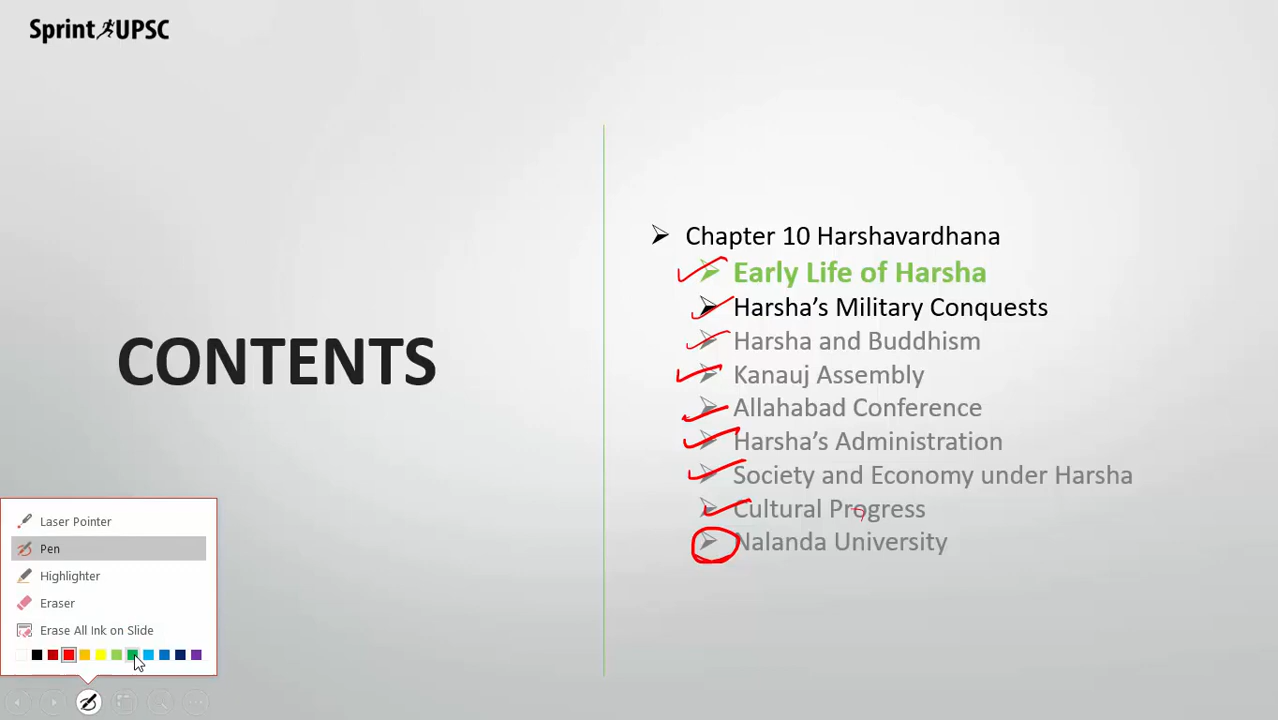 Sprint UPSC
CONTENTS
Chapter 10 Harshavardhana
Early Life of Harsha
Harsha's Military Conquests
Harsha and Buddhism
Kanauj Assembly
Allahabad Conference
Harsha's Administration
Society and Economy under Harsha
Cultural Progress
Nalanda University
Laser Pointer
Pen
Highlighter
Eraser
Erase All Ink on Slide